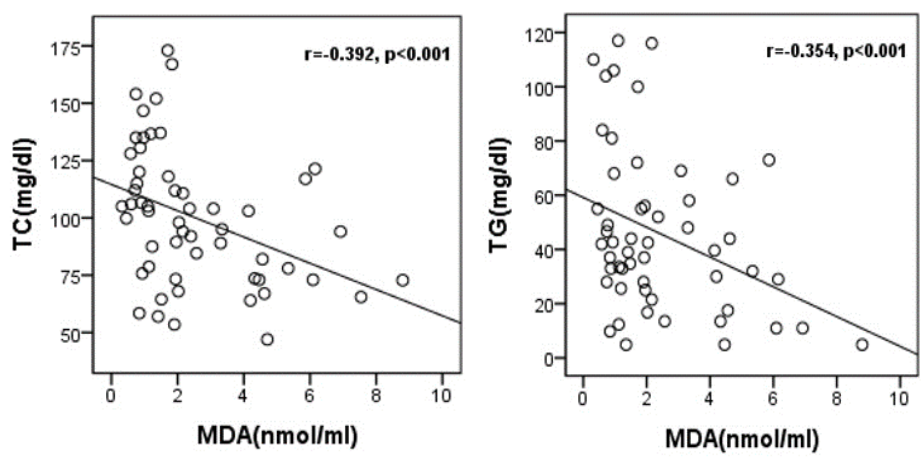 r=-0.392, p<0.001
TC(mg/dl)
175
150
125
100
75
50
0 2 4 6 8 10
MDA(nmol/ml)
r=-0.354, p<0.001
TG(mg/dl)
120
100
80
60
40
20
0
0 2 4 6 8 10
MDA(nmol/ml)